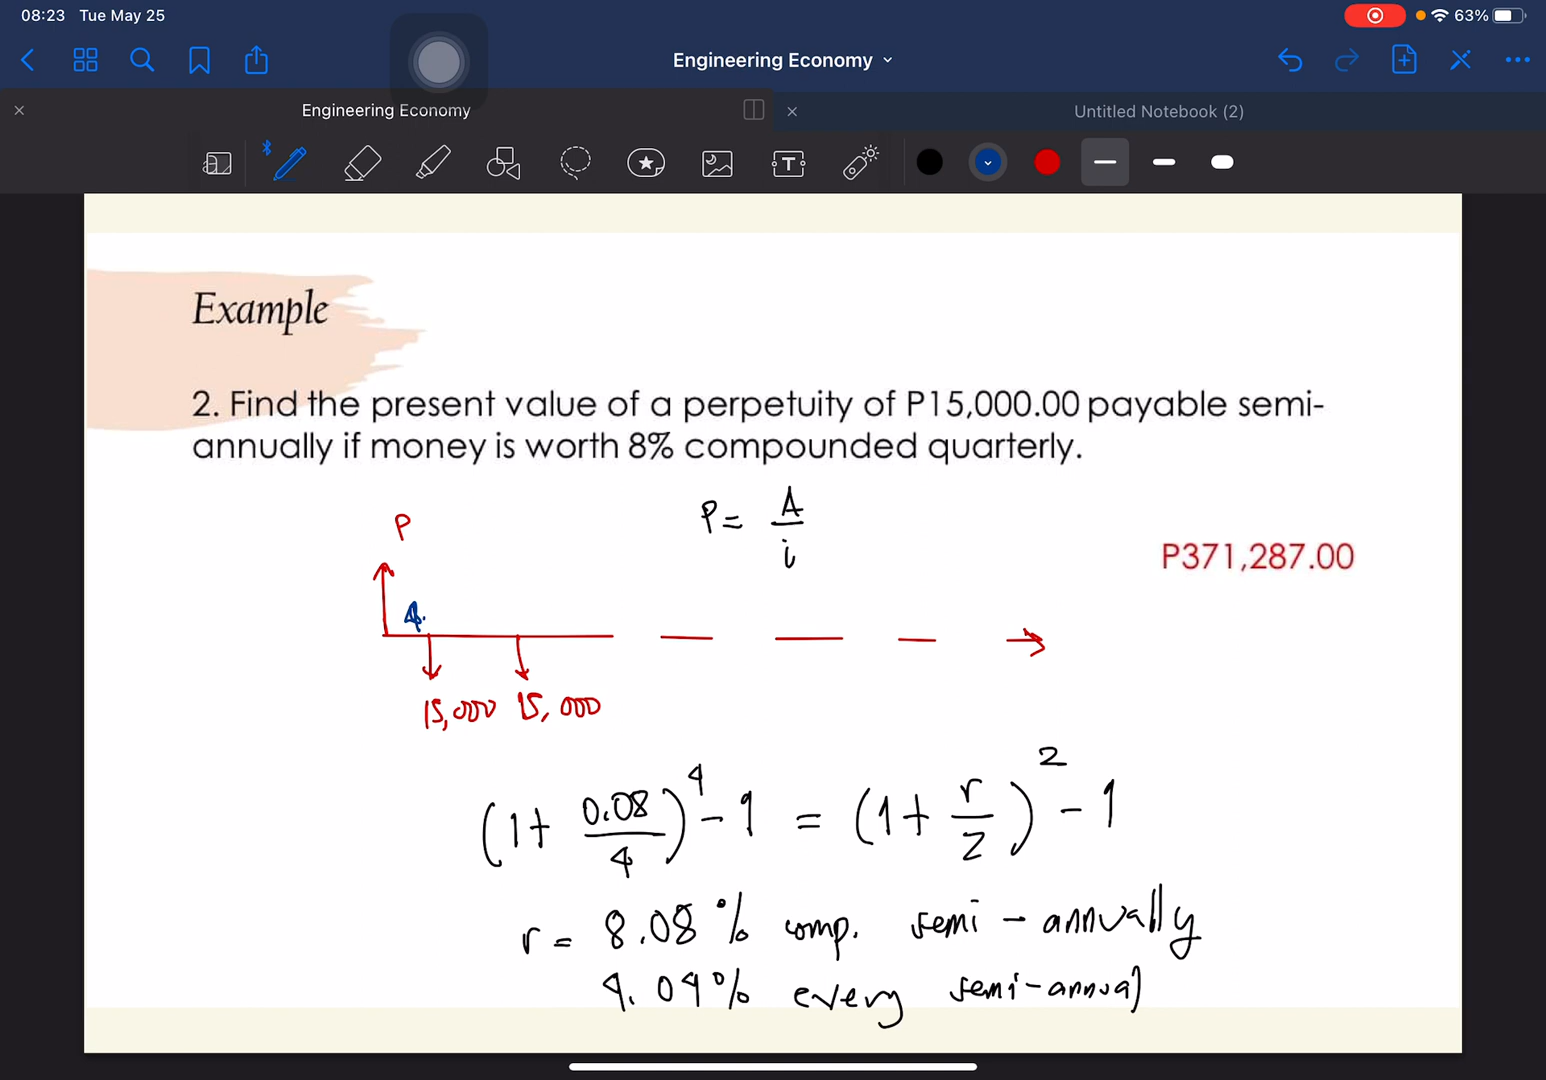 08:23 Tue May 25
63%
Engineering Economy
Engineering Economy
Untitled Notebook (2)
Example
2. Find the present value of a perpetuity of P15,000.00 payable semi-
annually if money is worth 8% compounded quarterly.
P = A / i
P
P371,287.00
4.
15,000 15,000
(1 + 0.08/4)^4 - 1 = (1 + r/2)^2 - 1
r = 8.08 % comp. semi - annually
4.04 % every semi-annual